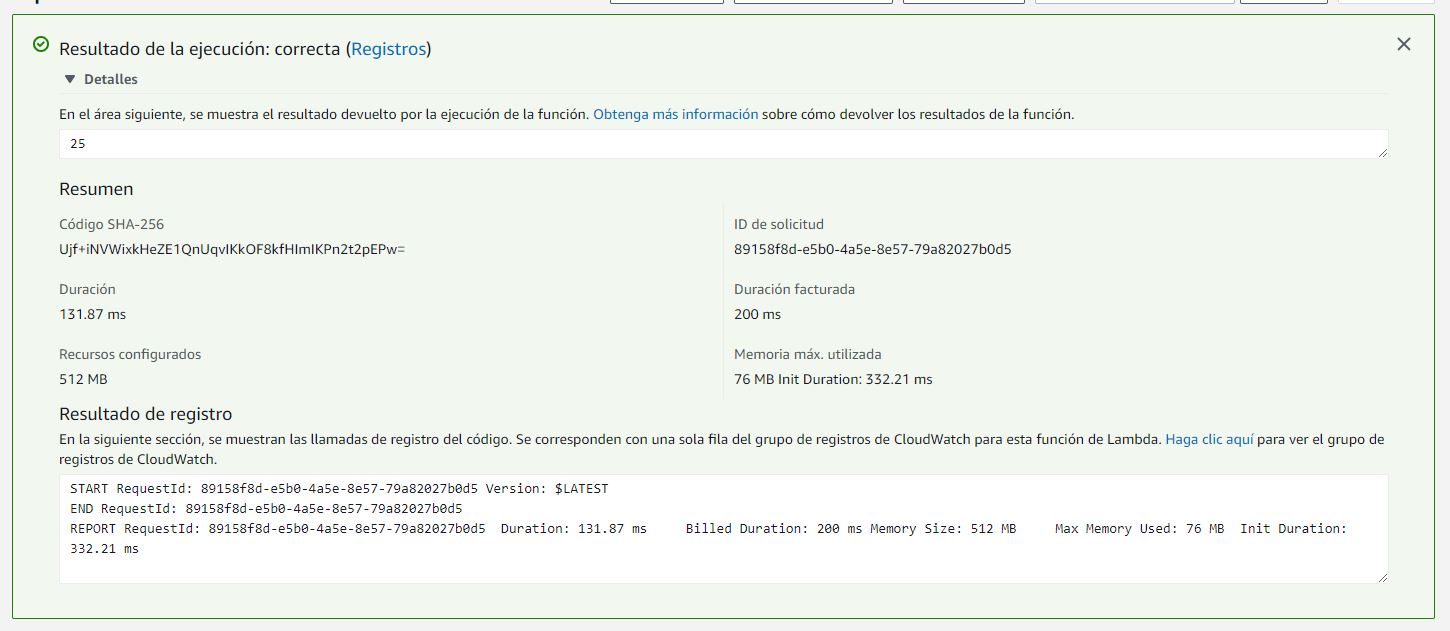 Resultado de la ejecución: correcta (Registros)
Detalles
En el área siguiente, se muestra el resultado devuelto por la ejecución de la función. Obtenga más información sobre cómo devolver los resultados de la función.
25
Resumen
Código SHA-256
Ujf+iNVWixkHeZE1QnUqvIKkOF8kfHImIKPn2t2pEPw=
ID de solicitud
89158f8d-e5b0-4a5e-8e57-79a82027b0d5
Duración
131.87 ms
Duración facturada
200 ms
Recursos configurados
512 MB
Memoria máx. utilizada
76 MB Init Duration: 332.21 ms
Resultado de registro
En la siguiente sección, se muestran las llamadas de registro del código. Se corresponden con una sola fila del grupo de registros de CloudWatch para esta función de Lambda. Haga clic aquí para ver el grupo de
registros de CloudWatch.
START RequestId: 89158f8d-e5b0-4a5e-8e57-79a82027b0d5 Version: $LATEST
END RequestId: 89158f8d-e5b0-4a5e-8e57-79a82027b0d5
REPORT RequestId: 89158f8d-e5b0-4a5e-8e57-79a82027b0d5 Duration: 131.87 ms Billed Duration: 200 ms Memory Size: 512 MB Max Memory Used: 76 MB Init Duration:
332.21 ms